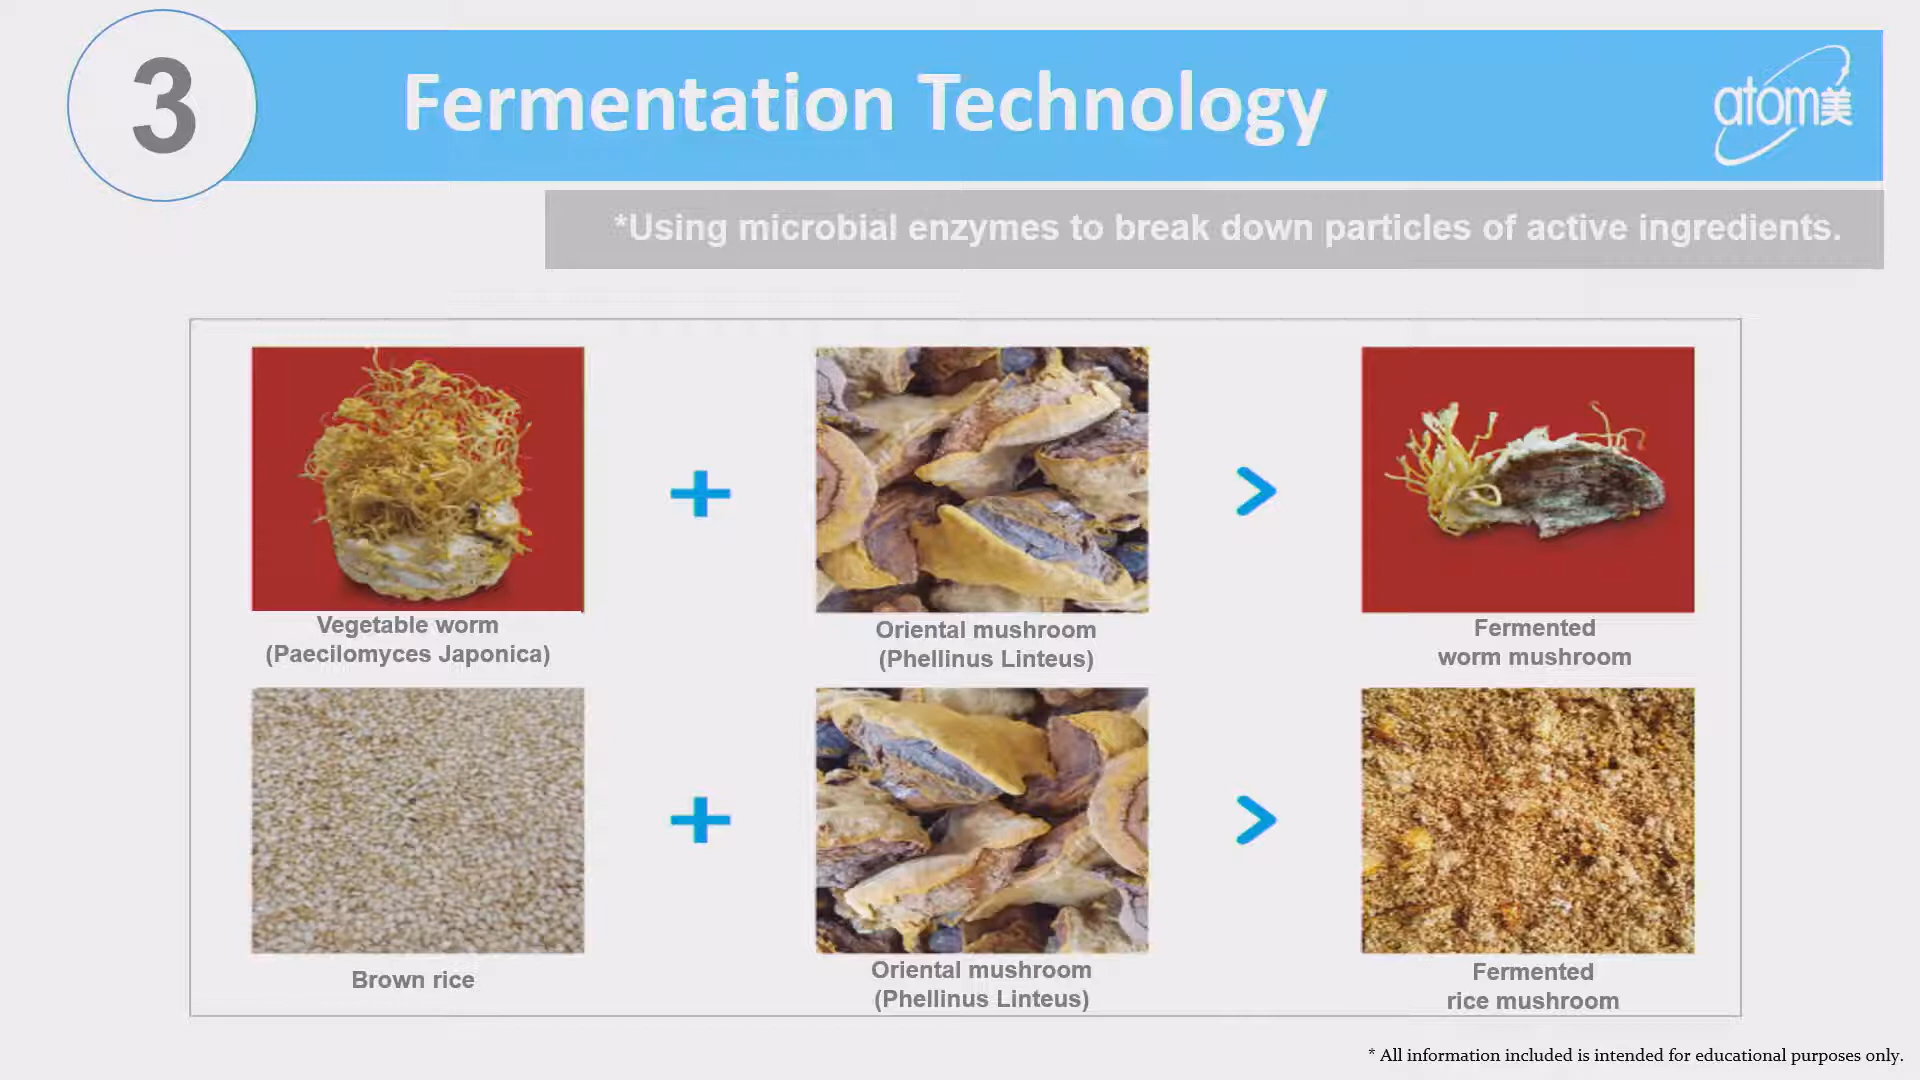 3
Fermentation Technology
atom美
*Using microbial enzymes to break down particles of active ingredients.
Vegetable worm
(Paecilomyces Japonica)
Oriental mushroom
(Phellinus Linteus)
Fermented
worm mushroom
Brown rice
Oriental mushroom
(Phellinus Linteus)
Fermented
rice mushroom
* All information included is intended for educational purposes only.